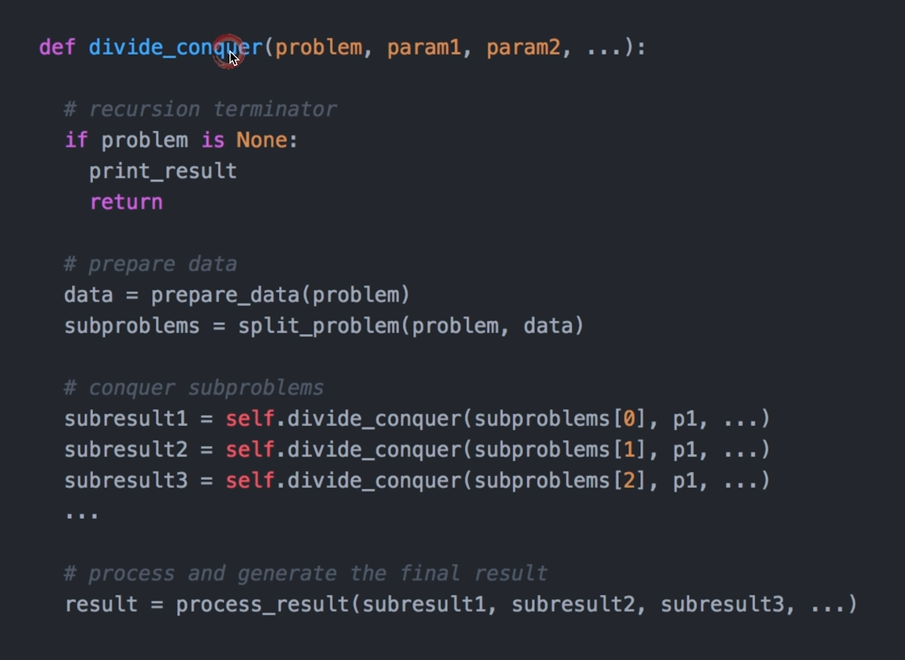 def divide_conquer(problem, param1, param2, ...):
# recursion terminator
if problem is None:
print_result
return
# prepare data
data = prepare_data(problem)
subproblems = split_problem(problem, data)
# conquer subproblems
subresult1 = self.divide_conquer(subproblems[0], p1, ...)
subresult2 = self.divide_conquer(subproblems[1], p1, ...)
subresult3 = self.divide_conquer(subproblems[2], p1, ...)
...
# process and generate the final result
result = process_result(subresult1, subresult2, subresult3, ...)